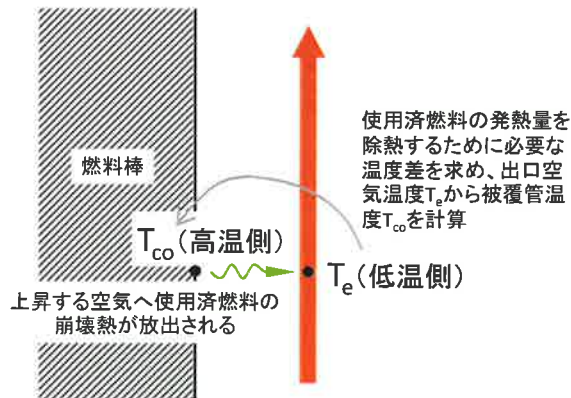 使用済燃料の発熱量を
除熱するために必要な
温度差を求め、出口空
気温度Teから被覆管温
度Tcoを計算
燃料棒
Tco(高温側)
Te(低温側)
上昇する空気へ使用済燃料の
崩壊熱が放出される